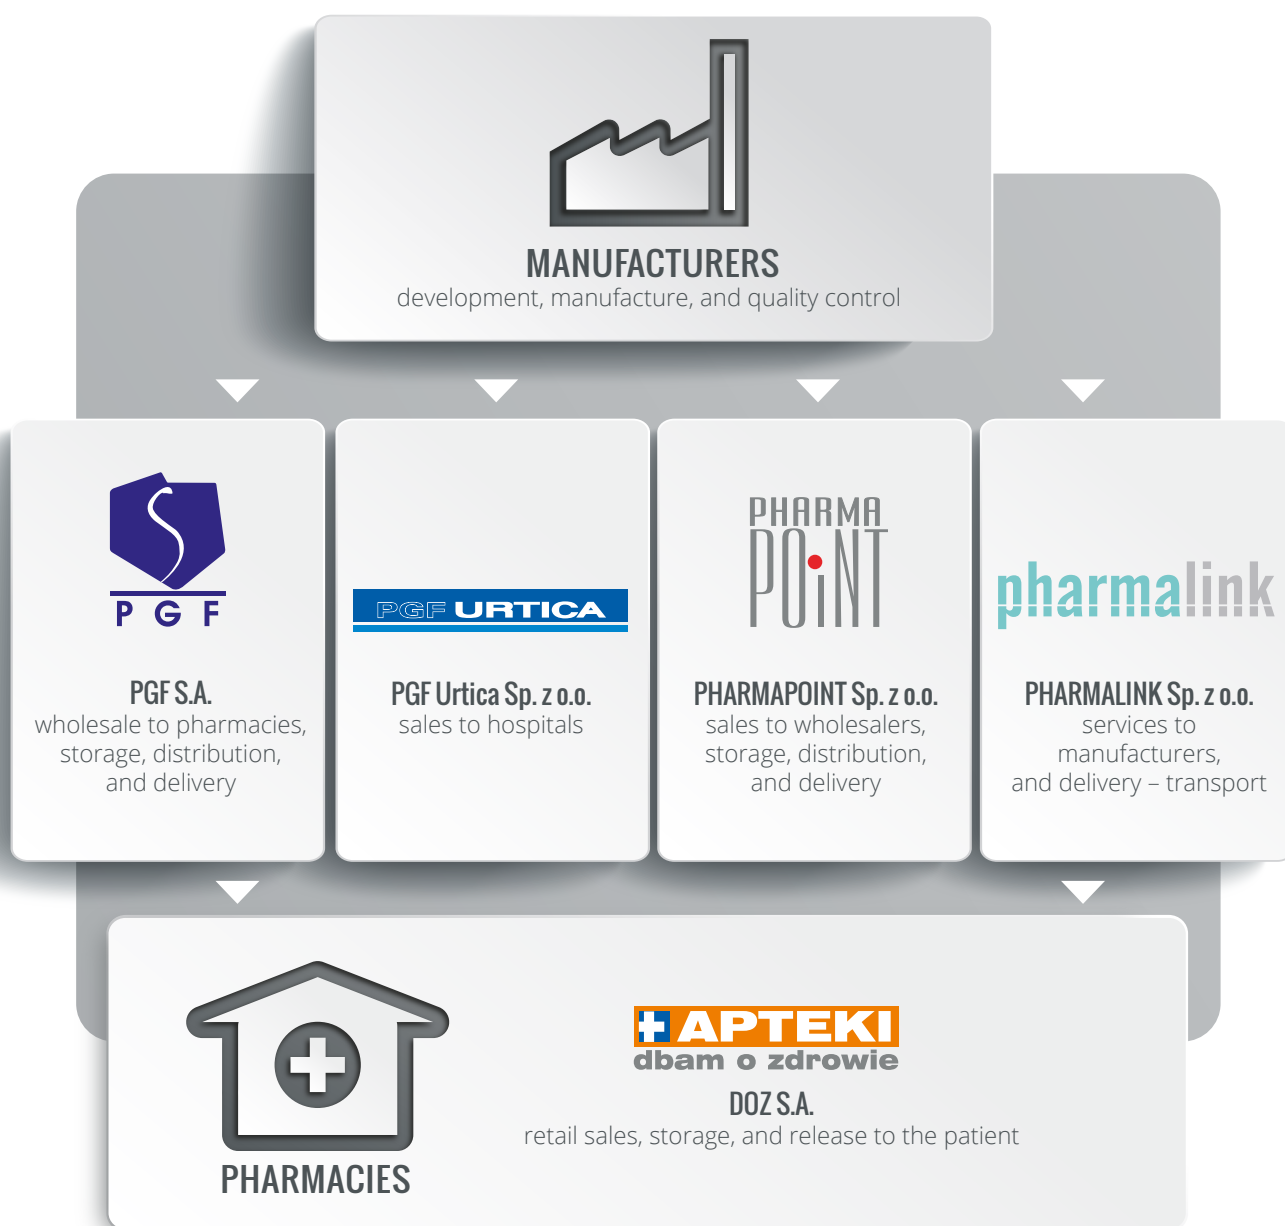 MANUFACTURERS
development, manufacture, and quality control
PGF
PGF S.A.
wholesale to pharmacies,
storage, distribution,
and delivery
PGF URTICA
PGF Urtica Sp. z o.o.
sales to hospitals
PHARMA
POiNT
PHARMAPOINT Sp. z o.o.
sales to wholesalers,
storage, distribution,
and delivery
pharmalink
PHARMALINK Sp. z o.o.
services to
manufacturers,
and delivery – transport
PHARMACIES
APTEKI
dbam o zdrowie
DOZ S.A.
retail sales, storage, and release to the patient